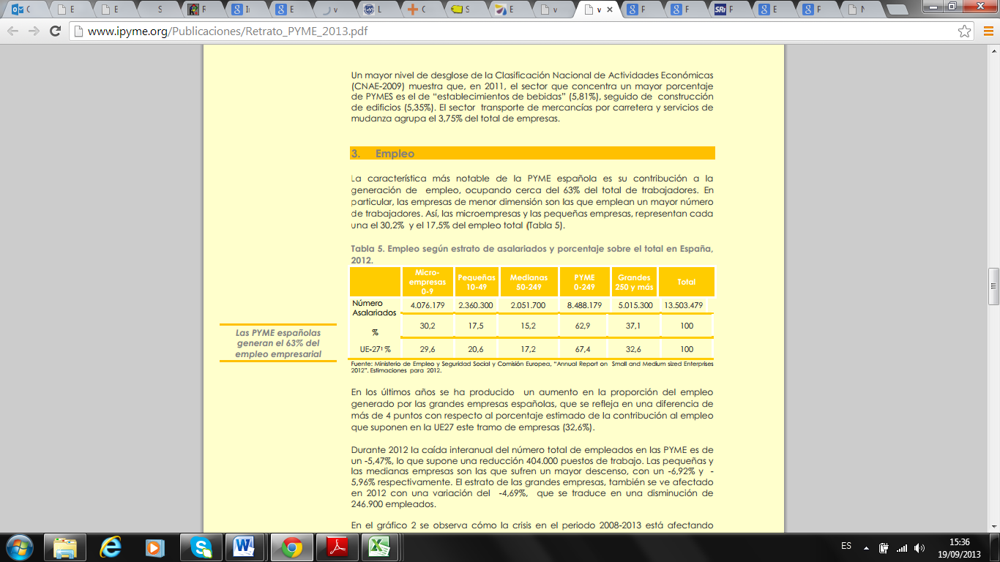 C E E S F I E v L C S E v v F F SRi F E F N
www.ipyme.org/Publicaciones/Retrato_PYME_2013.pdf
Un mayor nivel de desglose de la Clasificación Nacional de Actividades Económicas
(CNAE-2009) muestra que, en 2011, el sector que concentra un mayor porcentaje
de PYMES es el de “establecimientos de bebidas” (5,81%), seguido de construcción
de edificios (5,35%). El sector transporte de mercancías por carretera y servicios de
mudanza agrupa el 3,75% del total de empresas.
3. Empleo
La característica más notable de la PYME española es su contribución a la
generación de empleo, ocupando cerca del 63% del total de trabajadores. En
particular, las empresas de menor dimensión son las que emplean un mayor número
de trabajadores. Así, las microempresas y las pequeñas empresas, representan cada
una el 30,2% y el 17,5% del empleo total (Tabla 5).
Tabla 5. Empleo según estrato de asalariados y porcentaje sobre el total en España,
2012.
Micro-
empresas
0-9
Pequeñas
10-49
Medianas
50-249
PYME
0-249
Grandes
250 y más
Total
Número
Asalariados
4.076.179 2.360.300 2.051.700 8.488.179 5.015.300 13.503.479
% 30,2 17,5 15,2 62,9 37,1 100
UE-27¹ % 29,6 20,6 17,2 67,4 32,6 100
Las PYME españolas
generan el 63% del
empleo empresarial
Fuente: Ministerio de Empleo y Seguridad Social y Comisión Europea, “Annual Report on Small and Medium sized Enterprises
2012”. Estimaciones para 2012.
En los últimos años se ha producido un aumento en la proporción del empleo
generado por las grandes empresas españolas, que se refleja en una diferencia de
más de 4 puntos con respecto al porcentaje estimado de la contribución al empleo
que suponen en la UE27 este tramo de empresas (32,6%).
Durante 2012 la caída interanual del número total de empleados en las PYME es de
un -5,47%, lo que supone una reducción 404.000 puestos de trabajo. Las pequeñas y
las medianas empresas son las que sufren un mayor descenso, con un -6,92% y -
5,96% respectivamente. El estrato de las grandes empresas, también se ve afectado
en 2012 con una variación del -4,69%, que se traduce en una disminución de
246.900 empleados.
En el gráfico 2 se observa cómo la crisis en el periodo 2008-2013 está afectando
ES
15:36
19/09/2013